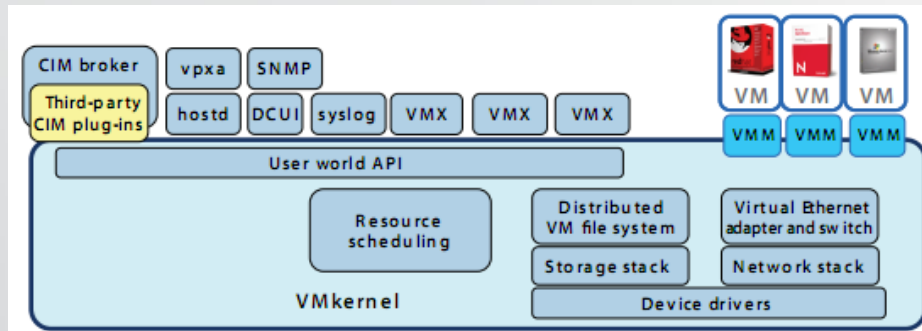 CIM broker
Third-party
CIM plug-ins
vpxa
SNMP
hostd
DCUI
syslog
VMX
VMX
VMX
VM
VM
VM
VMM
VMM
VMM
User world API
Resource
scheduling
Distributed
VM file system
Virtual Ethernet
adapter and switch
Storage stack
Network stack
VMkernel
Device drivers